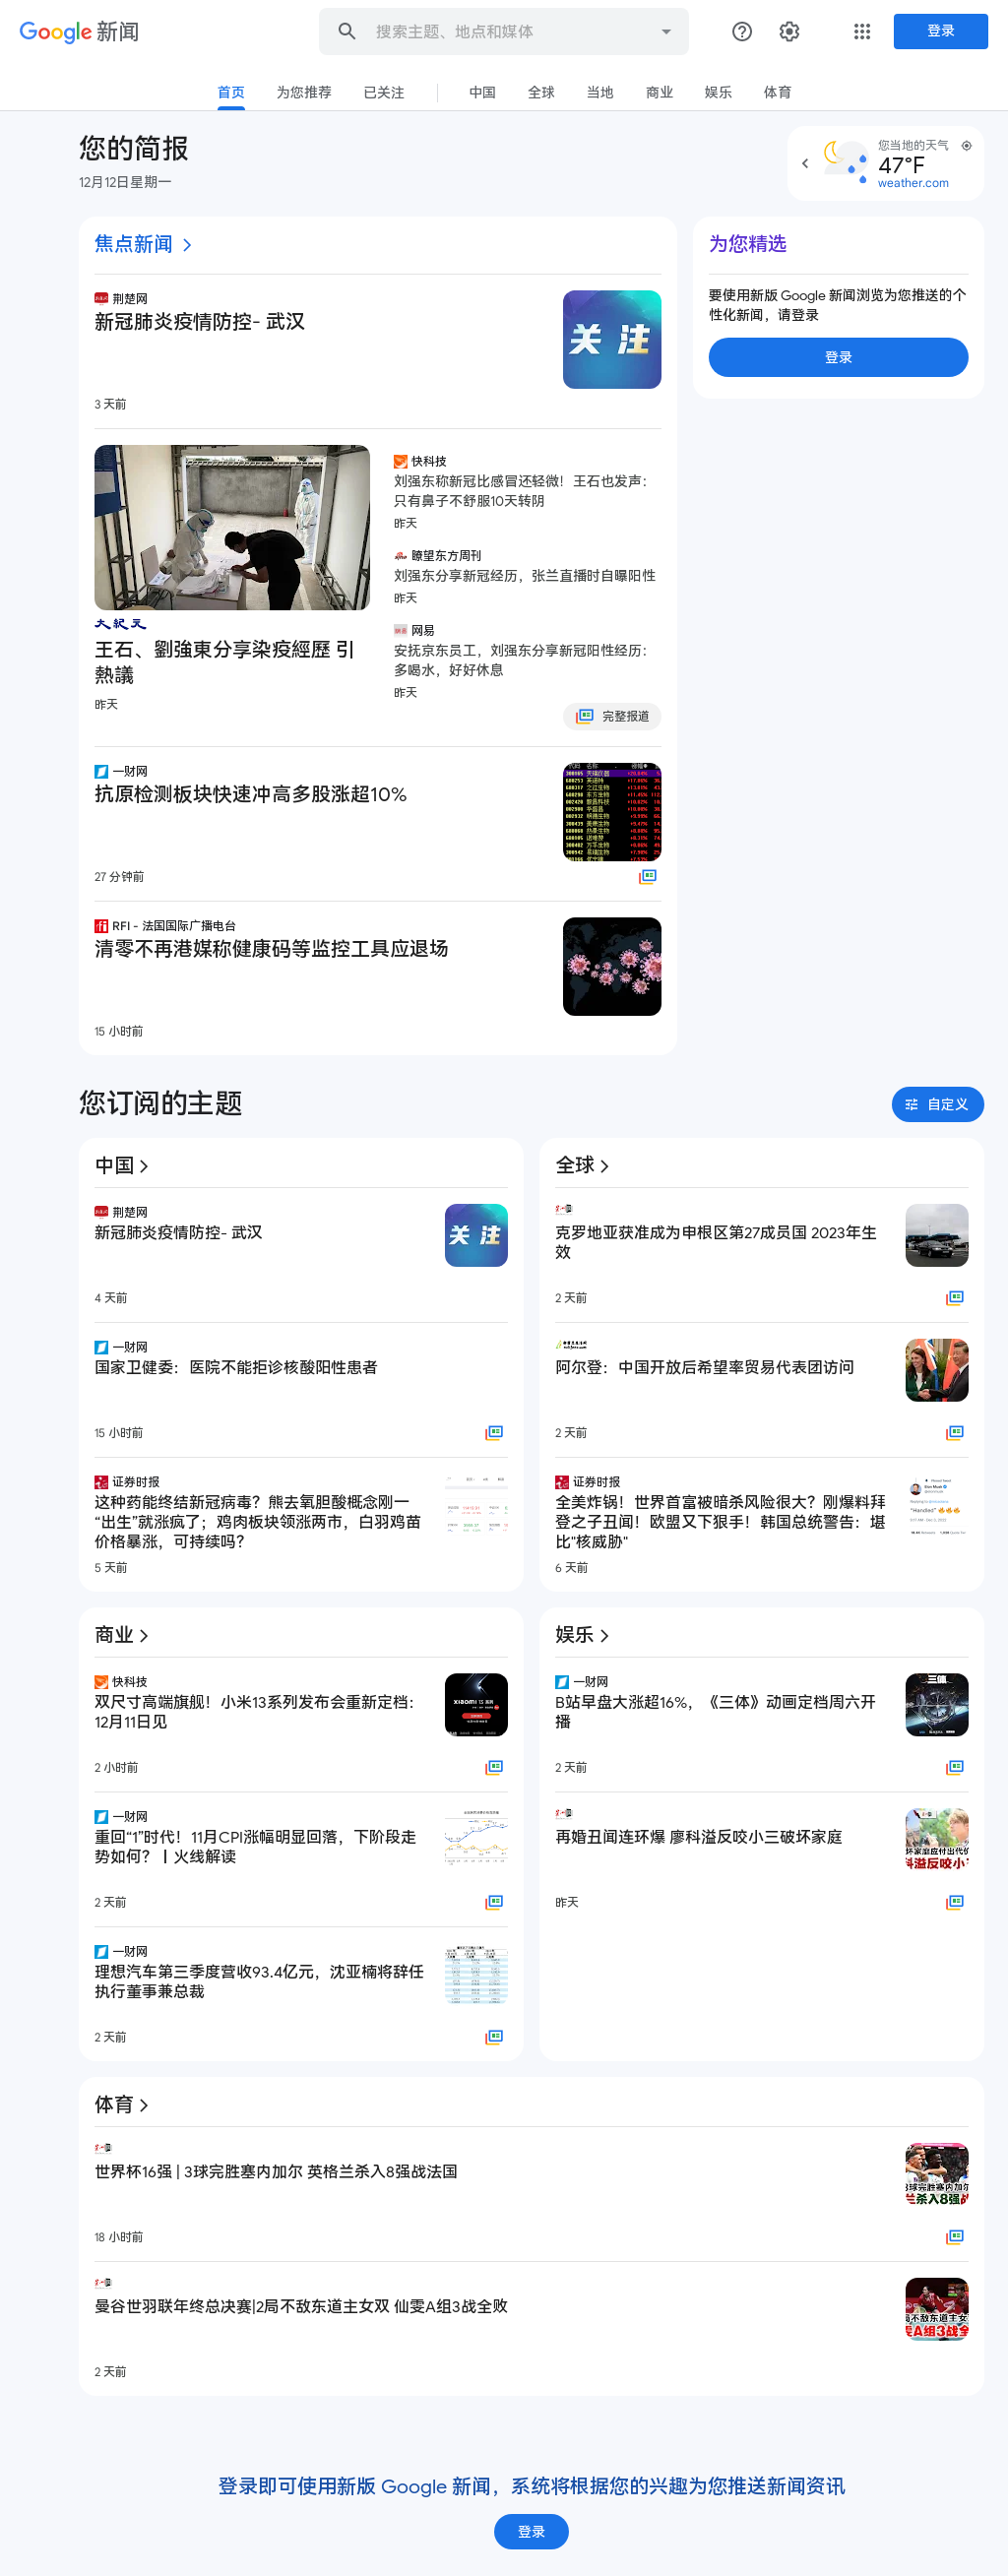 Google 新闻
搜索主题、地点和媒体
登录
首页
为您推荐
已关注
中国
全球
当地
商业
娱乐
体育
您的简报
12月12日星期一
您当地的天气
47°F
weather.com
焦点新闻
荆楚网
新冠肺炎疫情防控- 武汉
关注
3 天前
大紀元
王石、劉強東分享染疫經歷 引
熱議
昨天
快科技
刘强东称新冠比感冒还轻微！王石也发声：
只有鼻子不舒服10天转阴
昨天
瞭望东方周刊
刘强东分享新冠经历，张兰直播时自曝阳性
昨天
网易
安抚京东员工，刘强东分享新冠阳性经历：
多喝水，好好休息
昨天
完整报道
一财网
抗原检测板块快速冲高多股涨超10%
27 分钟前
RFI - 法国国际广播电台
清零不再港媒称健康码等监控工具应退场
15 小时前
为您精选
要使用新版 Google 新闻浏览为您推送的个
性化新闻，请登录
登录
您订阅的主题
自定义
中国
荆楚网
新冠肺炎疫情防控- 武汉
关注
4 天前
一财网
国家卫健委：医院不能拒诊核酸阳性患者
15 小时前
证券时报
这种药能终结新冠病毒？熊去氧胆酸概念刚一
“出生”就涨疯了；鸡肉板块领涨两市，白羽鸡苗
价格暴涨，可持续吗？
5 天前
全球
克罗地亚获准成为申根区第27成员国 2023年生
效
2 天前
阿尔登：中国开放后希望率贸易代表团访问
2 天前
证券时报
全美炸锅！世界首富被暗杀风险很大？刚爆料拜
登之子丑闻！欧盟又下狠手！韩国总统警告：堪
比"核威胁"
6 天前
商业
快科技
双尺寸高端旗舰！小米13系列发布会重新定档：
12月11日见
2 小时前
一财网
重回“1”时代！11月CPI涨幅明显回落，下阶段走
势如何？丨火线解读
2 天前
一财网
理想汽车第三季度营收93.4亿元，沈亚楠将辞任
执行董事兼总裁
2 天前
娱乐
一财网
B站早盘大涨超16%，《三体》动画定档周六开
播
三体
2 天前
再婚丑闻连环爆 廖科溢反咬小三破坏家庭
昨天
体育
世界杯16强 | 3球完胜塞内加尔 英格兰杀入8强战法国
18 小时前
曼谷世羽联年终总决赛|2局不敌东道主女双 仙雯A组3战全败
2 天前
登录即可使用新版 Google 新闻，系统将根据您的兴趣为您推送新闻资讯
登录